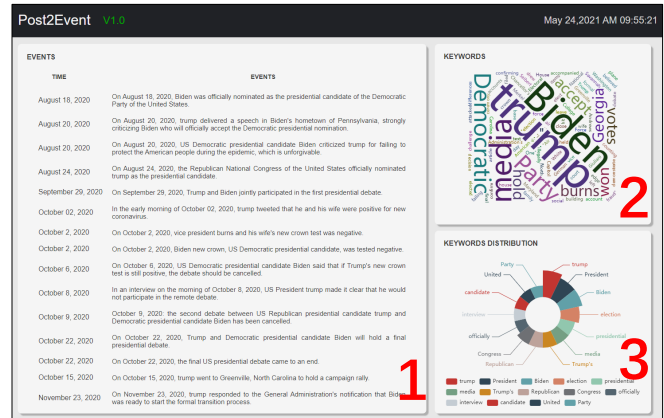 Post2Event V1.0 May 24,2021 AM 09:55:21
EVENTS
TIME EVENTS
August 18, 2020 On August 18, 2020, Biden was officially nominated as the presidential candidate of the Democratic
Party of the United States.
August 20, 2020 On August 20, 2020, trump delivered a speech in Biden's hometown of Pennsylvania, strongly
criticizing Biden who will officially accept the Democratic presidential nomination.
August 20, 2020 On August 20, 2020, US Democratic presidential candidate Biden criticized trump for failing to
protect the American people during the epidemic, which is unforgivable.
August 24, 2020 On August 24, 2020, the Republican National Congress of the United States officially nominated
trump as the presidential candidate.
September 29, 2020 On September 29, 2020, Trump and Biden jointly participated in the first presidential debate.
October 02, 2020 In the early morning of October 02, 2020, trump tweeted that he and his wife were positive for new
coronavirus.
October 2, 2020 On October 2, 2020, vice president burns and his wife's new crown test was negative.
October 2, 2020 On October 2, 2020, Biden new crown, US Democratic presidential candidate, was tested negative.
October 6, 2020 On October 6, 2020, US Democratic presidential candidate Biden said that if Trump's new crown
test is still positive, the debate should be cancelled.
October 8, 2020 In an interview on the morning of October 8, 2020, US President trump made it clear that he would
not participate in the remote debate.
October 9, 2020 October 9, 2020: the second debate between US Republican presidential candidate trump and
Democratic presidential candidate Biden has been cancelled.
October 22, 2020 On October 22, 2020, Trump and Democratic presidential candidate Biden will hold a final
presidential debate.
October 22, 2020 On October 22, 2020, the final US presidential debate came to an end.
October 15, 2020 On October 15, 2020, trump went to Greenville, North Carolina to hold a campaign rally.
November 23, 2020 On November 23, 2020, trump responded to the General Administration's notification that Biden
was ready to start the formal transition process.
1
KEYWORDS
confirming House accompanied
Democratic
media
trump
Biden
accept
Georgia
votes
now
Party
hold
burns
social building account
2
KEYWORDS DISTRIBUTION
Party trump
United President
candidate Biden
interview election
officially presidential
Congress media
Republican Trump's
3
trump President Biden election presidential
media Trump's Republican Congress officially
interview candidate United Party